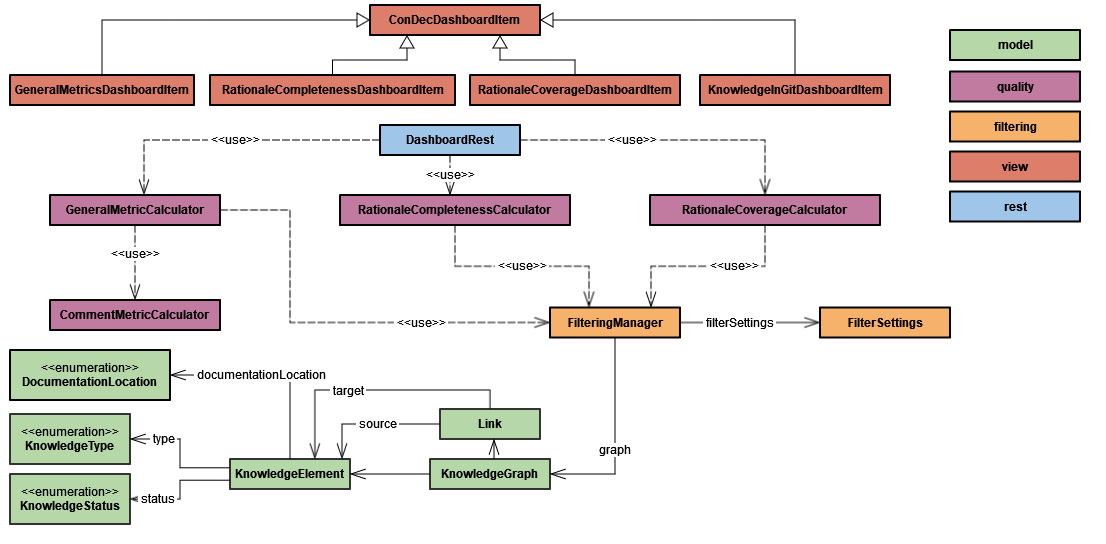 ConDecDashboardItem
model
GeneralMetricsDashboardItem
RationaleCompletenessDashboardItem
RationaleCoverageDashboardItem
KnowledgeInGitDashboardItem
quality
filtering
<<use>>
DashboardRest
<<use>>
<<use>>
view
GeneralMetricCalculator
RationaleCompletenessCalculator
RationaleCoverageCalculator
rest
<<use>>
<<use>>
<<use>>
CommentMetricCalculator
<<use>>
FilteringManager
filterSettings
FilterSettings
<<enumeration>>
DocumentationLocation
documentationLocation
target
<<enumeration>>
KnowledgeType
type
source
Link
graph
KnowledgeElement
KnowledgeGraph
<<enumeration>>
KnowledgeStatus
status